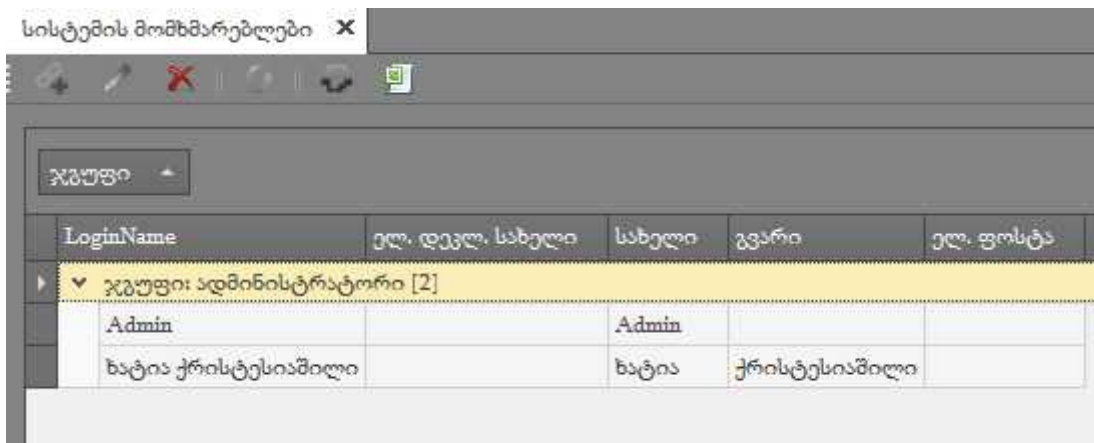 სისტემის მომხმარებლები X
ჯგუფი
LoginName ელ. დეკლ. სახელი სახელი გვარი ელ. ფოსტა
ჯგუფი: ადმინისტრატორი [2]
Admin Admin
ხატია ქრისტესიაშილი ხატია ქრისტესიაშილი